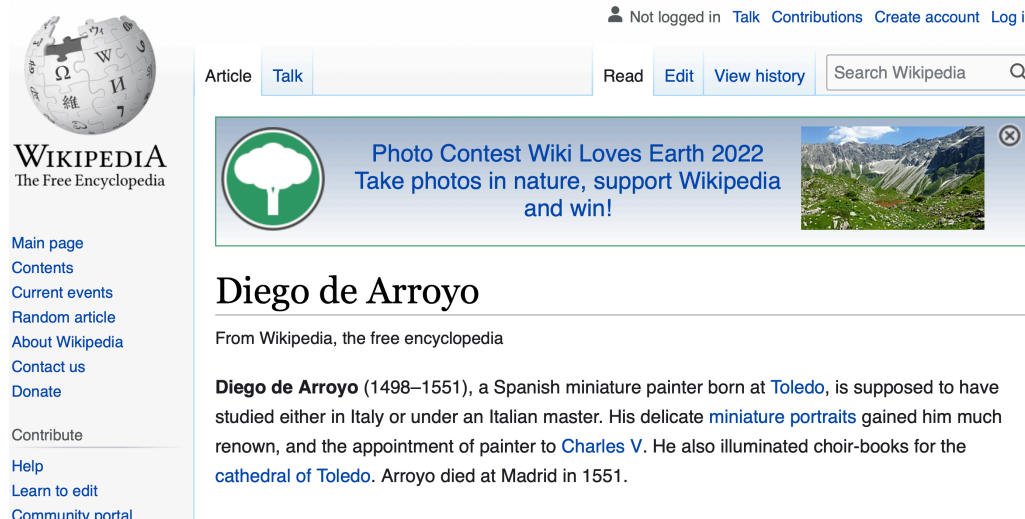 Not logged in Talk Contributions Create account Log i
Article Talk Read Edit View history Search Wikipedia
Ω W И 維 7
WIKIPEDIA
The Free Encyclopedia
Photo Contest Wiki Loves Earth 2022
Take photos in nature, support Wikipedia
and win!
Main page
Contents
Current events
Random article
About Wikipedia
Contact us
Donate
Contribute
Help
Learn to edit
Community portal
Diego de Arroyo
From Wikipedia, the free encyclopedia
Diego de Arroyo (1498–1551), a Spanish miniature painter born at Toledo, is supposed to have
studied either in Italy or under an Italian master. His delicate miniature portraits gained him much
renown, and the appointment of painter to Charles V. He also illuminated choir-books for the
cathedral of Toledo. Arroyo died at Madrid in 1551.